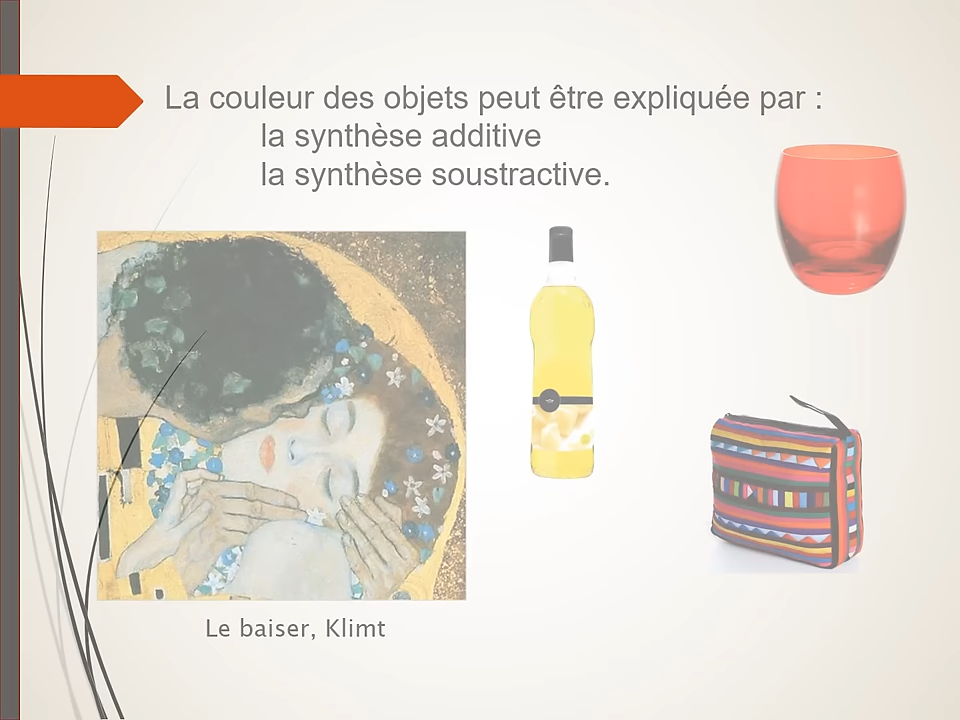 La couleur des objets peut être expliquée par :
la synthèse additive
la synthèse soustractive.
Le baiser, Klimt